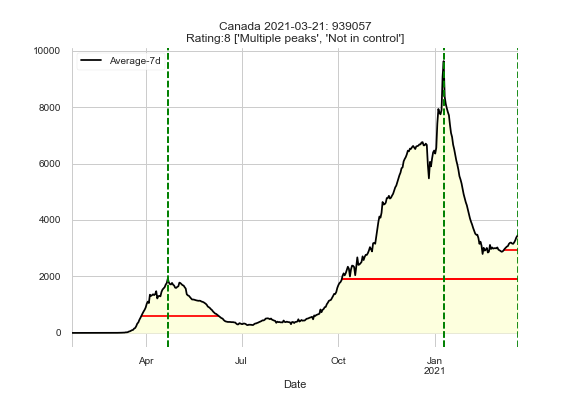 Canada 2021-03-21: 939057
Rating:8 ['Multiple peaks', 'Not in control']
Average-7d
10000
8000
6000
4000
2000
0
Apr
Jul
Oct
Jan
2021
Date